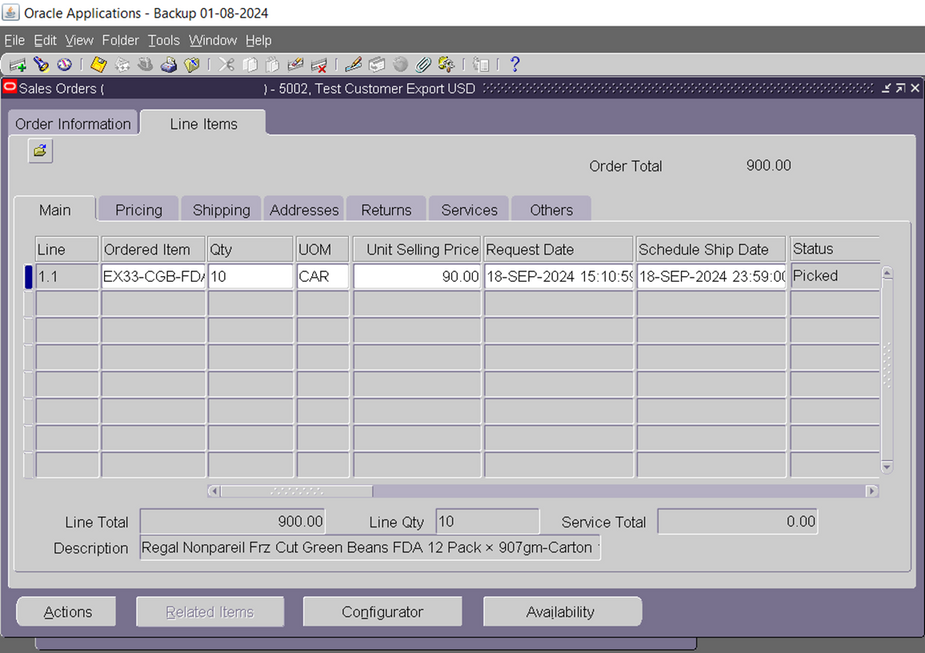 Oracle Applications - Backup 01-08-2024
File Edit View Folder Tools Window Help
Sales Orders ( ) - 5002, Test Customer Export USD
Order Information Line Items
Order Total 900.00
Main Pricing Shipping Addresses Returns Services Others
Line Ordered Item Qty UOM Unit Selling Price Request Date Schedule Ship Date Status
1.1 EX33-CGB-FDA 10 CAR 90.00 18-SEP-2024 15:10:59 18-SEP-2024 23:59:00 Picked
Line Total 900.00 Line Qty 10 Service Total 0.00
Description Regal Nonpareil Frz Cut Green Beans FDA 12 Pack × 907gm-Carton
Actions Related Items Configurator Availability